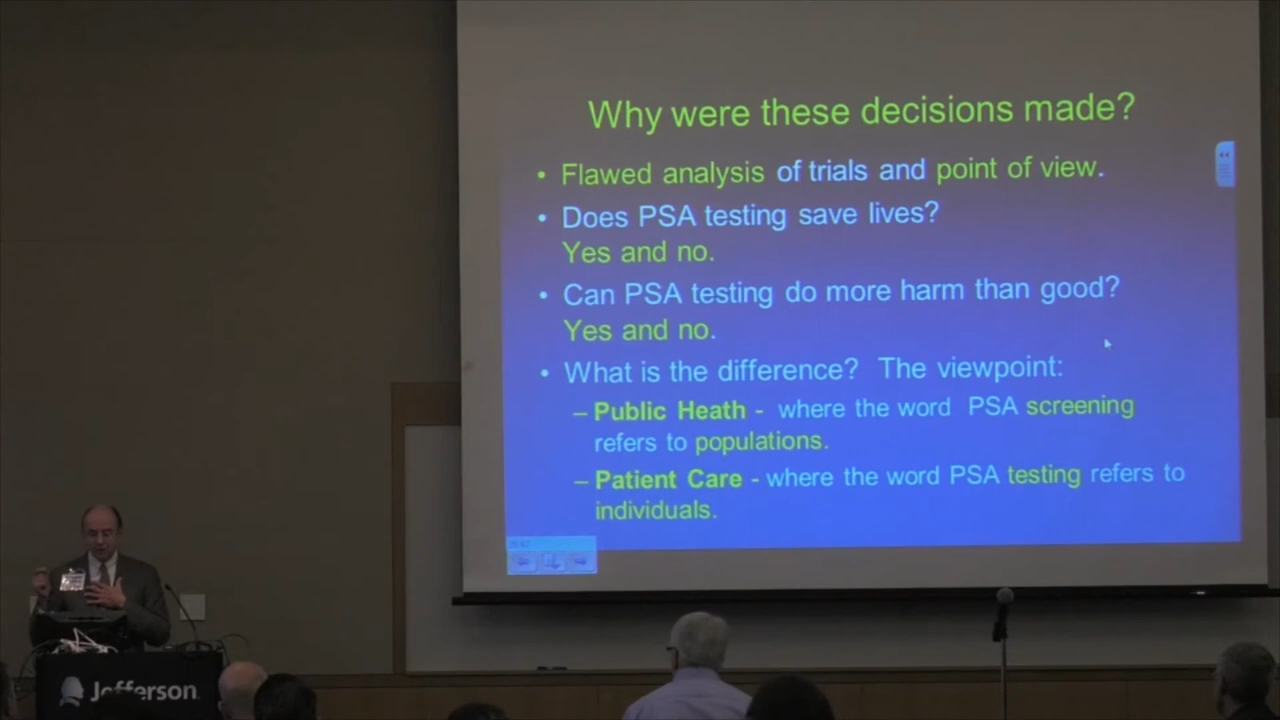 Why were these decisions made?
• Flawed analysis of trials and point of view.
• Does PSA testing save lives?
Yes and no.
• Can PSA testing do more harm than good?
Yes and no.
• What is the difference? The viewpoint:
– Public Heath - where the word PSA screening
refers to populations.
– Patient Care - where the word PSA testing refers to
individuals.
Jefferson